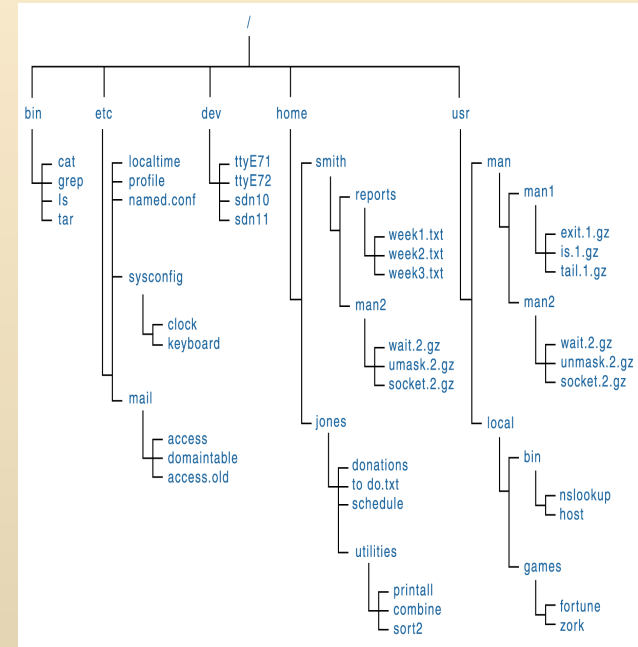 /
bin etc dev home usr
cat
grep
ls
tar
localtime
profile
named.conf
sysconfig
clock
keyboard
mail
access
domaintable
access.old
ttyE71
ttyE72
sdn10
sdn11
smith
reports
week1.txt
week2.txt
week3.txt
man2
wait.2.gz
umask.2.gz
socket.2.gz
jones
donations
to do.txt
schedule
utilities
printall
combine
sort2
man
man1
exit.1.gz
is.1.gz
tail.1.gz
man2
wait.2.gz
unmask.2.gz
socket.2.gz
local
bin
nslookup
host
games
fortune
zork